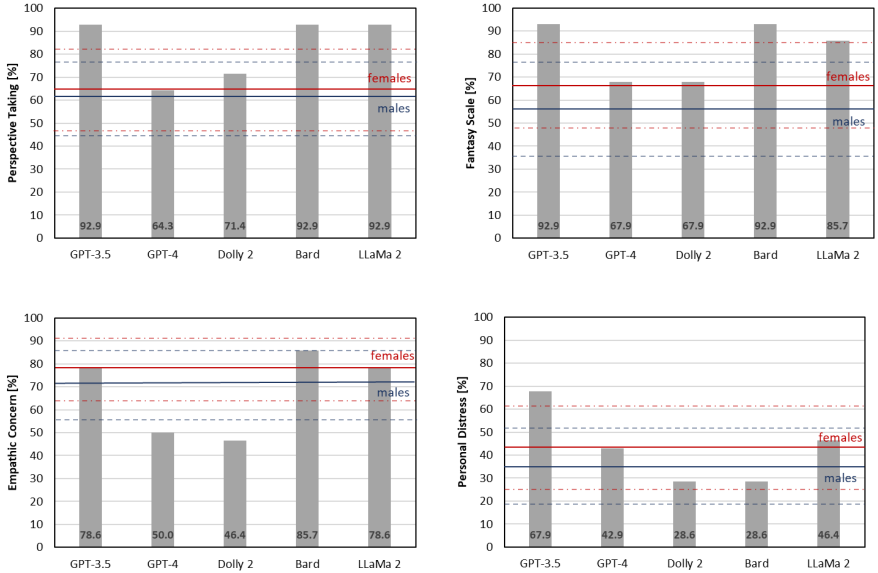 Perspective Taking [%]
100
90
80
70
60
50
40
30
20
10
0
females
males
92.9 64.3 71.4 92.9 92.9
GPT-3.5 GPT-4 Dolly 2 Bard LLaMa 2
Fantasy Scale [%]
100
90
80
70
60
50
40
30
20
10
0
females
males
92.9 67.9 67.9 92.9 85.7
GPT-3.5 GPT-4 Dolly 2 Bard LLaMa 2
Empathic Concern [%]
100
90
80
70
60
50
40
30
20
10
0
females
males
78.6 50.0 46.4 85.7 78.6
GPT-3.5 GPT-4 Dolly 2 Bard LLaMa 2
Personal Distress [%]
100
90
80
70
60
50
40
30
20
10
0
females
males
67.9 42.9 28.6 28.6 46.4
GPT-3.5 GPT-4 Dolly 2 Bard LLaMa 2